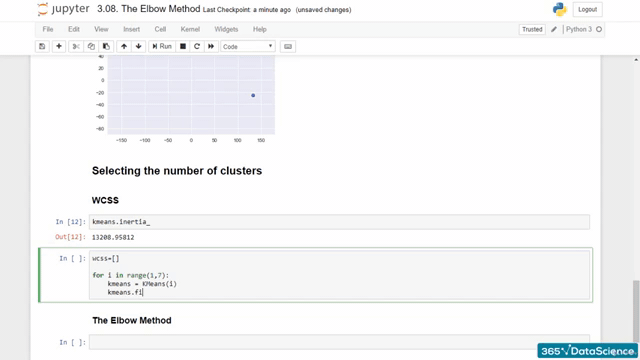 jupyter 3.08. The Elbow Method Last Checkpoint: a minute ago (unsaved changes) Logout
File Edit View Insert Cell Kernel Widgets Help Trusted Python 3
Run Code
40
20
0
-20
-40
-60
-80
-150 -100 -50 0 50 100 150
Selecting the number of clusters
WCSS
In [12]: kmeans.inertia_
Out[12]: 13208.95812
In [ ]: wcss=[]
for i in range(1,7):
kmeans = KMeans(i)
kmeans.fi
The Elbow Method
In [ ]:
365 DataScience